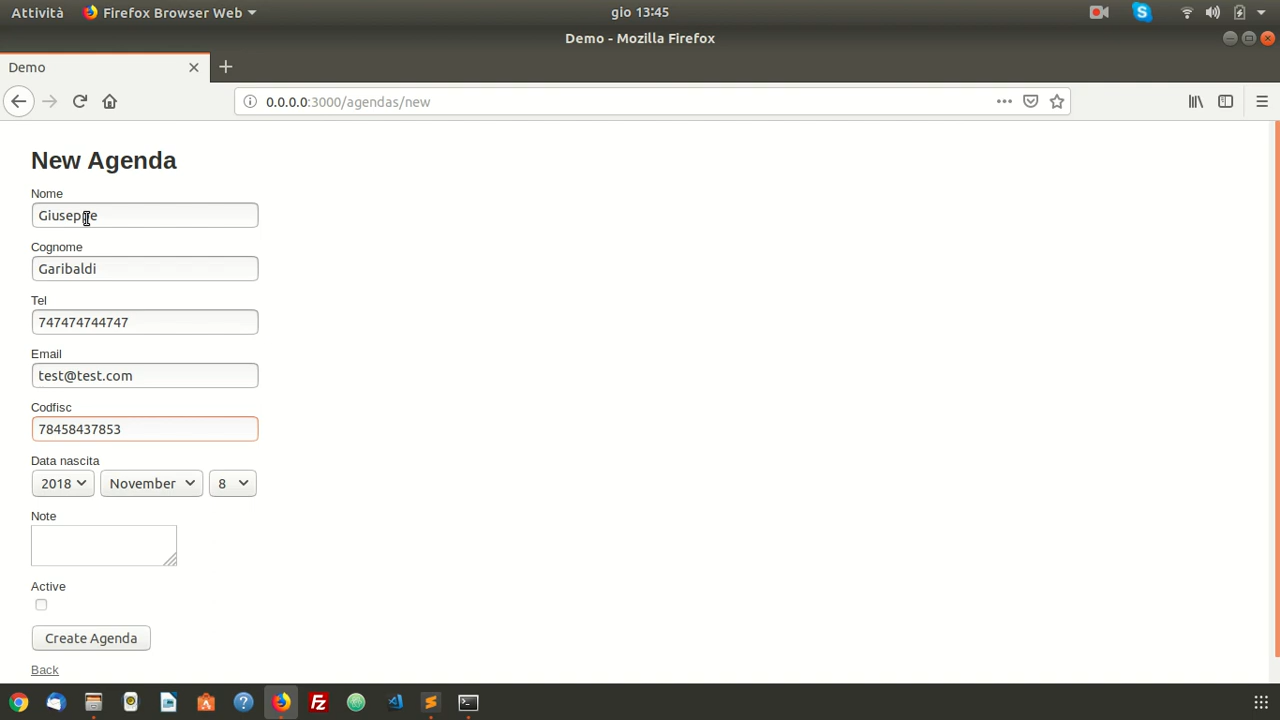 Attività Firefox Browser Web gio 13:45
Demo - Mozilla Firefox
Demo
0.0.0.0:3000/agendas/new
New Agenda
Nome
Giuseppe
Cognome
Garibaldi
Tel
747474744747
Email
test@test.com
Codfisc
78458437853
Data nascita
2018 November 8
Note
Active
Create Agenda
Back